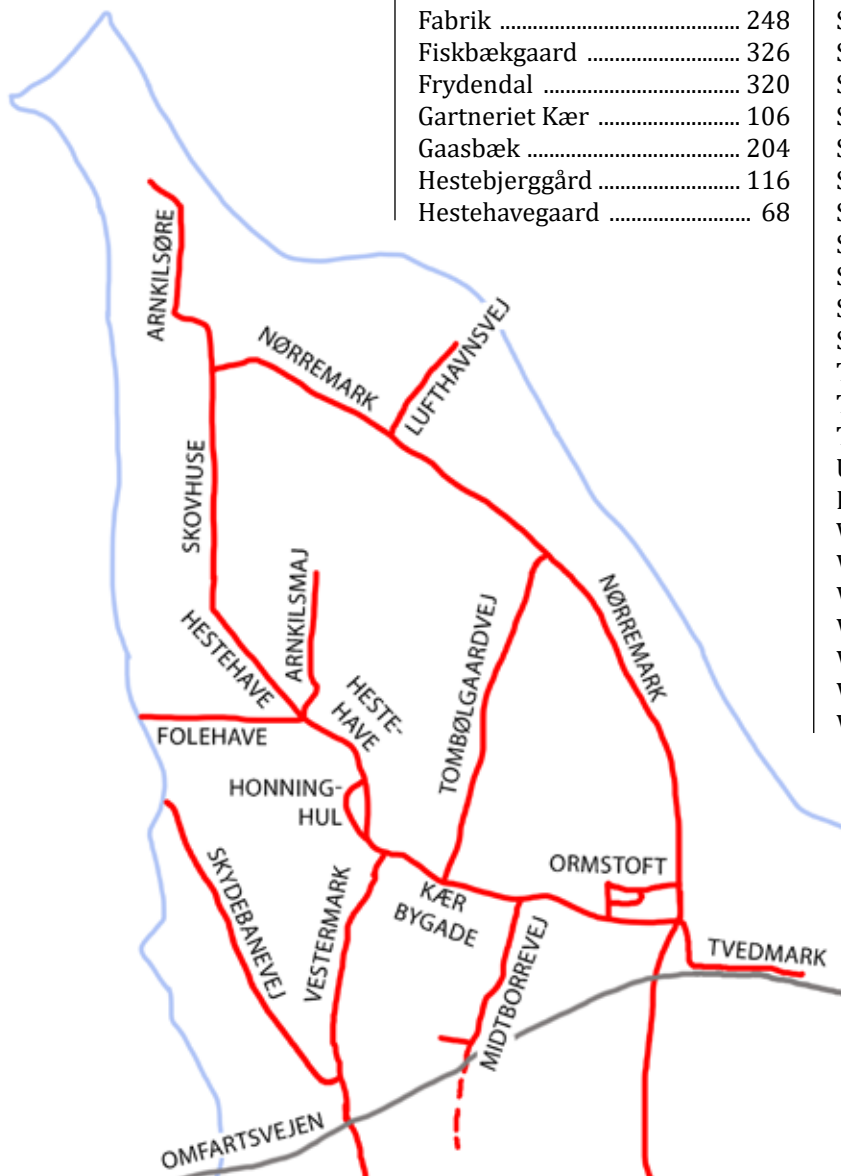 Fabrik ........................................ 248
Fiskbækgaard ........................ 326
Frydendal ................................ 320
Gartneriet Kær ...................... 106
Gaasbæk .................................. 204
Hestebjerggård ...................... 116
Hestehavegaard ..................... 68
ARNKILSØRE
NØRREMARK
LUFTHAVNSVEJ
SKOVHUSE
ARNKILSMAJ
HESTEHAVE
HESTE-
HAVE
TOMBØLGAARDVEJ
NØRREMARK
FOLEHAVE
HONNING-
HUL
SKYDEBANEVEJ
VESTERMARK
KÆR
BYGADE
ORMSTOFT
MIDTBORREVEJ
TVEDMARK
OMFARTSVEJEN